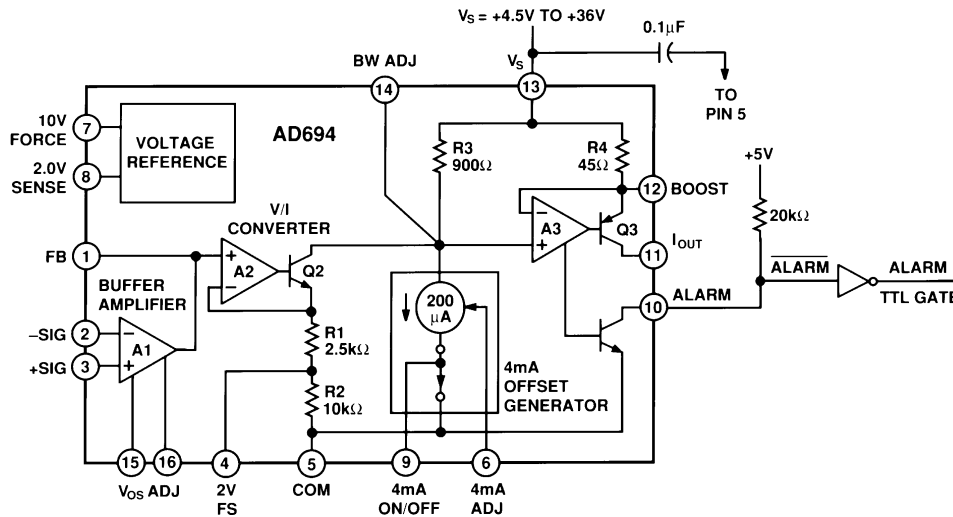 V_S = +4.5V TO +36V
0.1µF
BW ADJ
V_S
14
13
TO
PIN 5
10V
FORCE
7
VOLTAGE
REFERENCE
AD694
R3
900Ω
R4
45Ω
2.0V
SENSE
8
+5V
12
BOOST
20kΩ
V/I
CONVERTER
FB
1
+
A2
−
Q2
−
A3
+
Q3
I_OUT
11
ALARM
ALARM
TTL GATE
10
ALARM
BUFFER
AMPLIFIER
200
µA
−SIG
2
−
A1
+
+SIG
3
R1
2.5kΩ
R2
10kΩ
4mA
OFFSET
GENERATOR
15
16
4
5
9
6
V_OS ADJ
2V
FS
COM
4mA
ON/OFF
4mA
ADJ